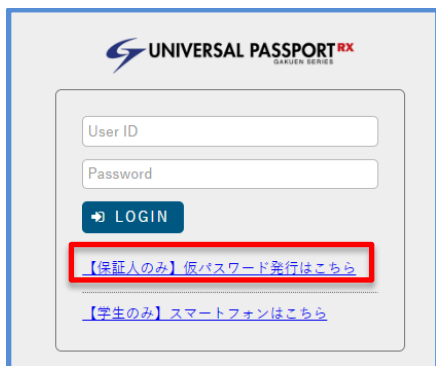 UNIVERSAL PASSPORT RX
GAKUEN SERIES
User ID
Password
LOGIN
【保証人のみ】仮パスワード発行はこちら
【学生のみ】スマートフォンはこちら